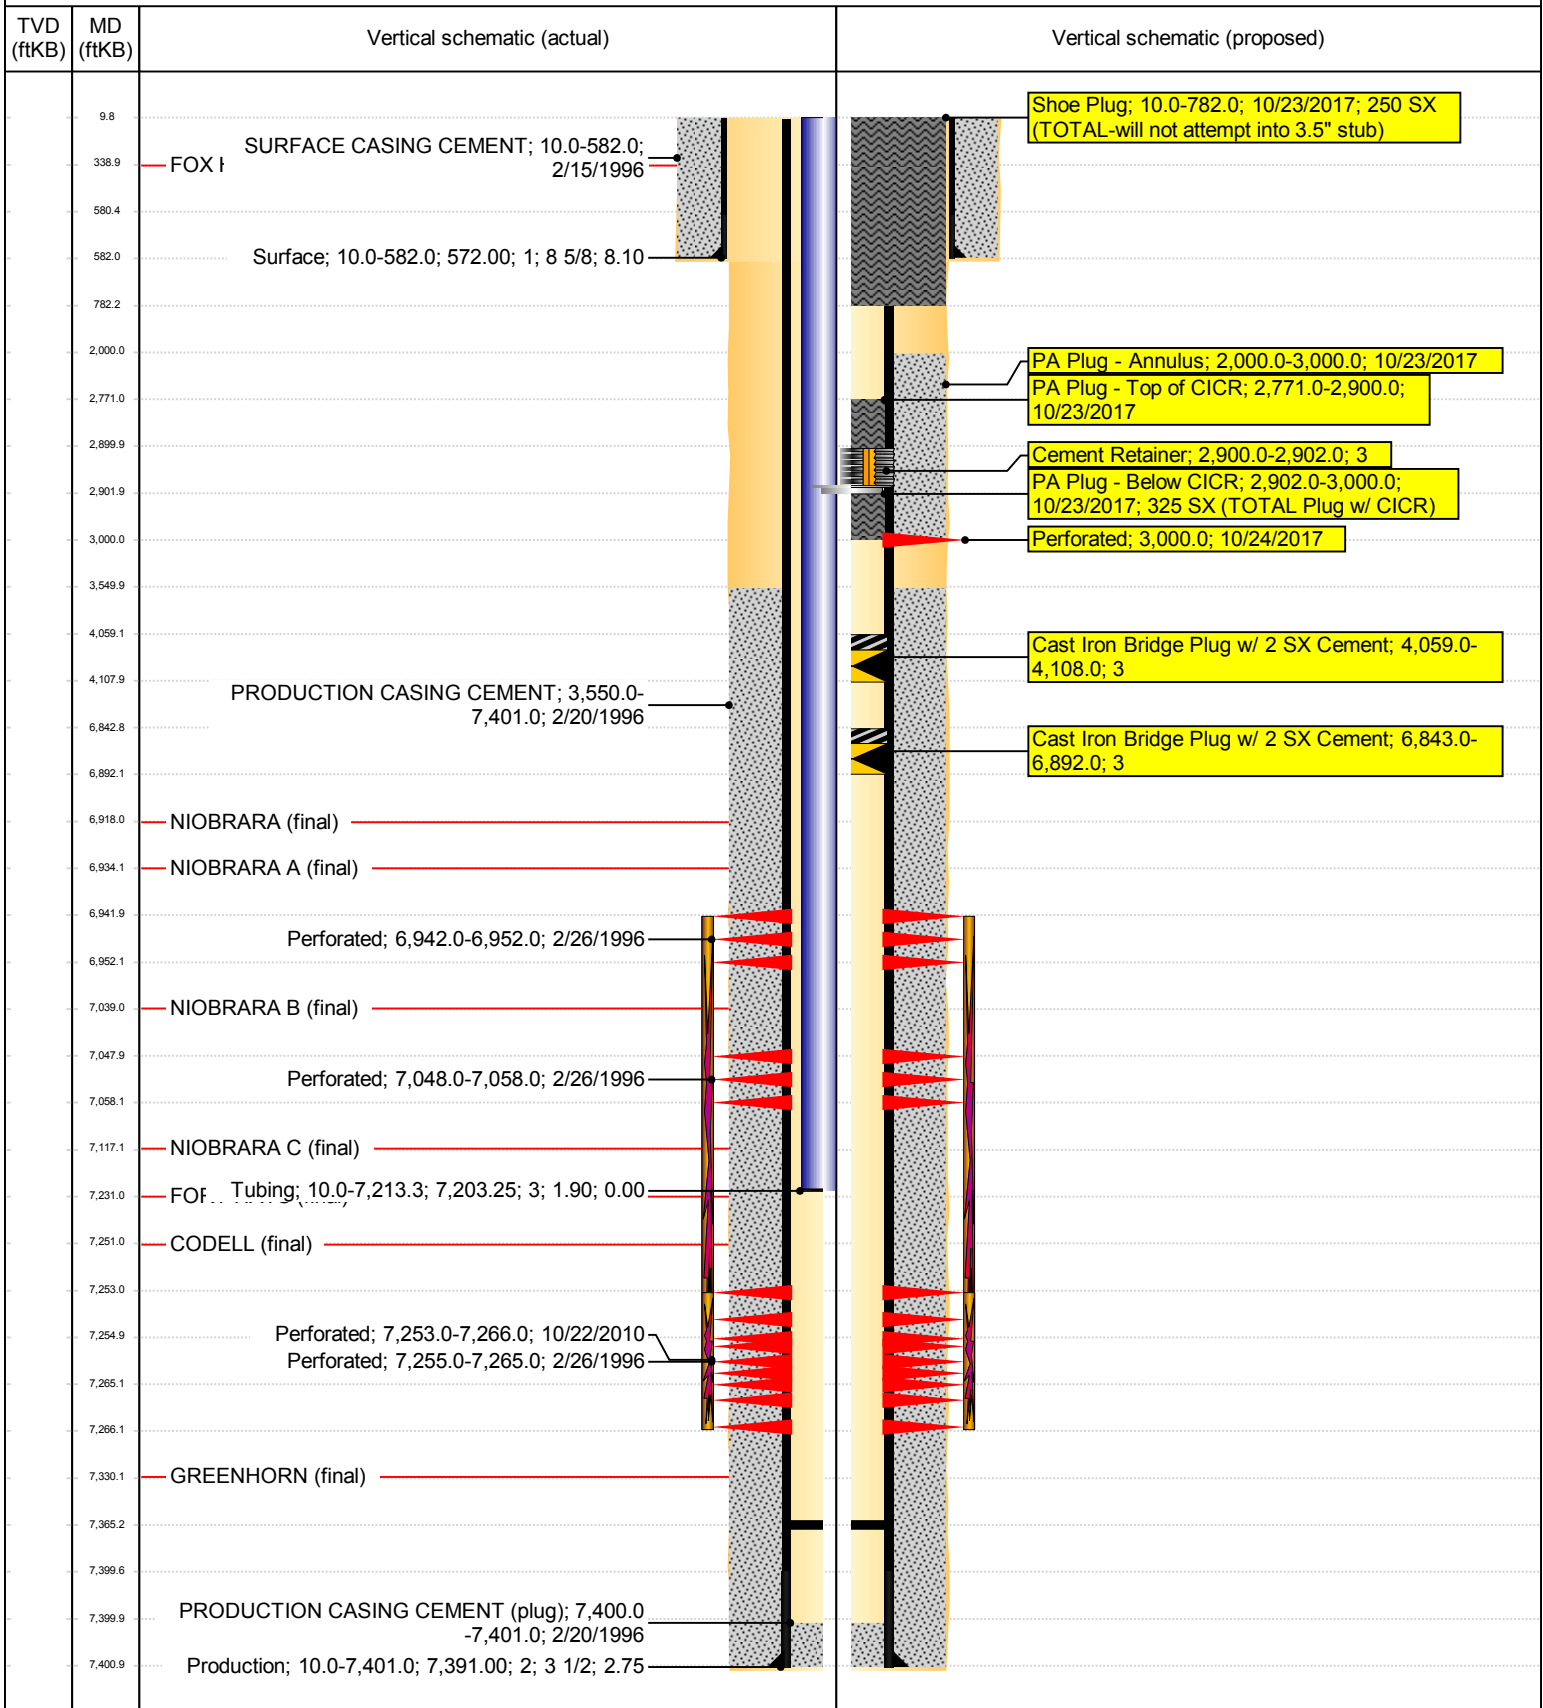 TVD (ftKB)
MD (ftKB)
Vertical schematic (actual)
Vertical schematic (proposed)
9.8
338.9
580.4
582.0
782.2
2,000.0
2,771.0
2,899.9
2,901.9
3,000.0
3,549.9
4,059.1
4,107.9
6,842.8
6,892.1
6,918.0
6,934.1
6,941.9
6,952.1
7,039.0
7,047.9
7,058.1
7,117.1
7,231.0
7,251.0
7,253.0
7,254.9
7,265.1
7,266.1
7,330.1
7,365.2
7,399.6
7,399.9
7,400.9
SURFACE CASING CEMENT; 10.0-582.0;
2/15/1996
FOX
Surface; 10.0-582.0; 572.00; 1; 8 5/8; 8.10
PRODUCTION CASING CEMENT; 3,550.0-
7,401.0; 2/20/1996
NIOBRARA (final)
NIOBRARA A (final)
Perforated; 6,942.0-6,952.0; 2/26/1996
NIOBRARA B (final)
Perforated; 7,048.0-7,058.0; 2/26/1996
NIOBRARA C (final)
Tubing; 10.0-7,213.3; 7,203.25; 3; 1.90; 0.00
CODELL (final)
Perforated; 7,253.0-7,266.0; 10/22/2010
Perforated; 7,255.0-7,265.0; 2/26/1996
GREENHORN (final)
PRODUCTION CASING CEMENT (plug); 7,400.0
-7,401.0; 2/20/1996
Production; 10.0-7,401.0; 7,391.00; 2; 3 1/2; 2.75
Shoe Plug; 10.0-782.0; 10/23/2017; 250 SX
(TOTAL-will not attempt into 3.5" stub)
PA Plug - Annulus; 2,000.0-3,000.0; 10/23/2017
PA Plug - Top of CICR; 2,771.0-2,900.0;
10/23/2017
Cement Retainer; 2,900.0-2,902.0; 3
PA Plug - Below CICR; 2,902.0-3,000.0;
10/23/2017; 325 SX (TOTAL Plug w/ CICR)
Perforated; 3,000.0; 10/24/2017
Cast Iron Bridge Plug w/ 2 SX Cement; 4,059.0-
4,108.0; 3
Cast Iron Bridge Plug w/ 2 SX Cement; 6,843.0-
6,892.0; 3